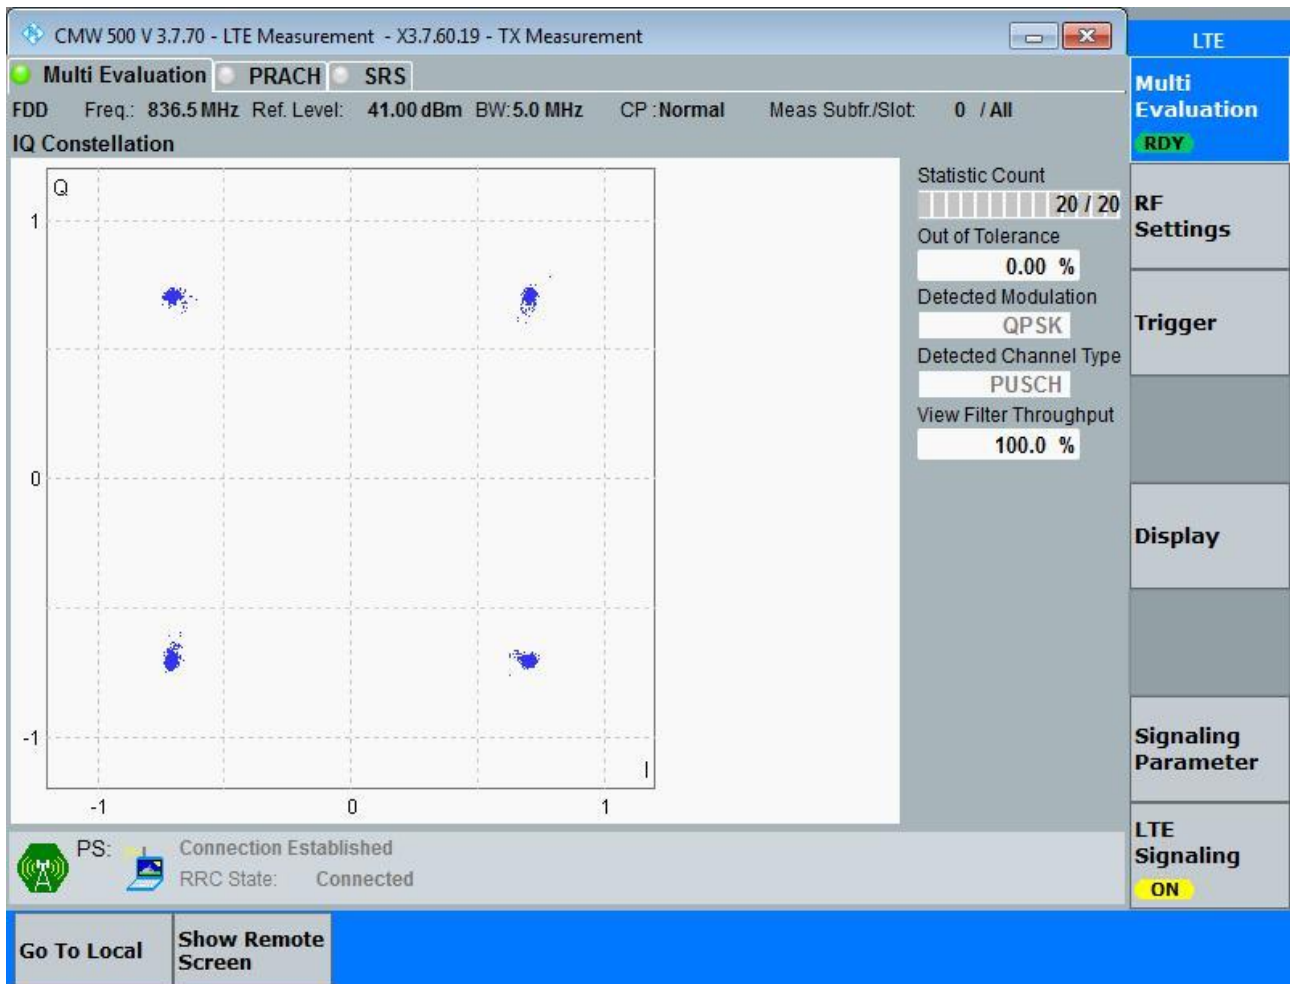 CMW 500 V 3.7.70 - LTE Measurement - X3.7.60.19 - TX Measurement
LTE
Multi Evaluation PRACH SRS
FDD Freq.: 836.5 MHz Ref. Level: 41.00 dBm BW: 5.0 MHz CP : Normal Meas Subfr./Slot: 0 / All
IQ Constellation
Q
1
0
-1
I
-1 0 1
Statistic Count
20 / 20
Out of Tolerance
0.00 %
Detected Modulation
QPSK
Detected Channel Type
PUSCH
View Filter Throughput
100.0 %
Multi
Evaluation
RDY
RF
Settings
Trigger
Display
Signaling
Parameter
LTE
Signaling
ON
PS: Connection Established
RRC State: Connected
Go To Local
Show Remote
Screen